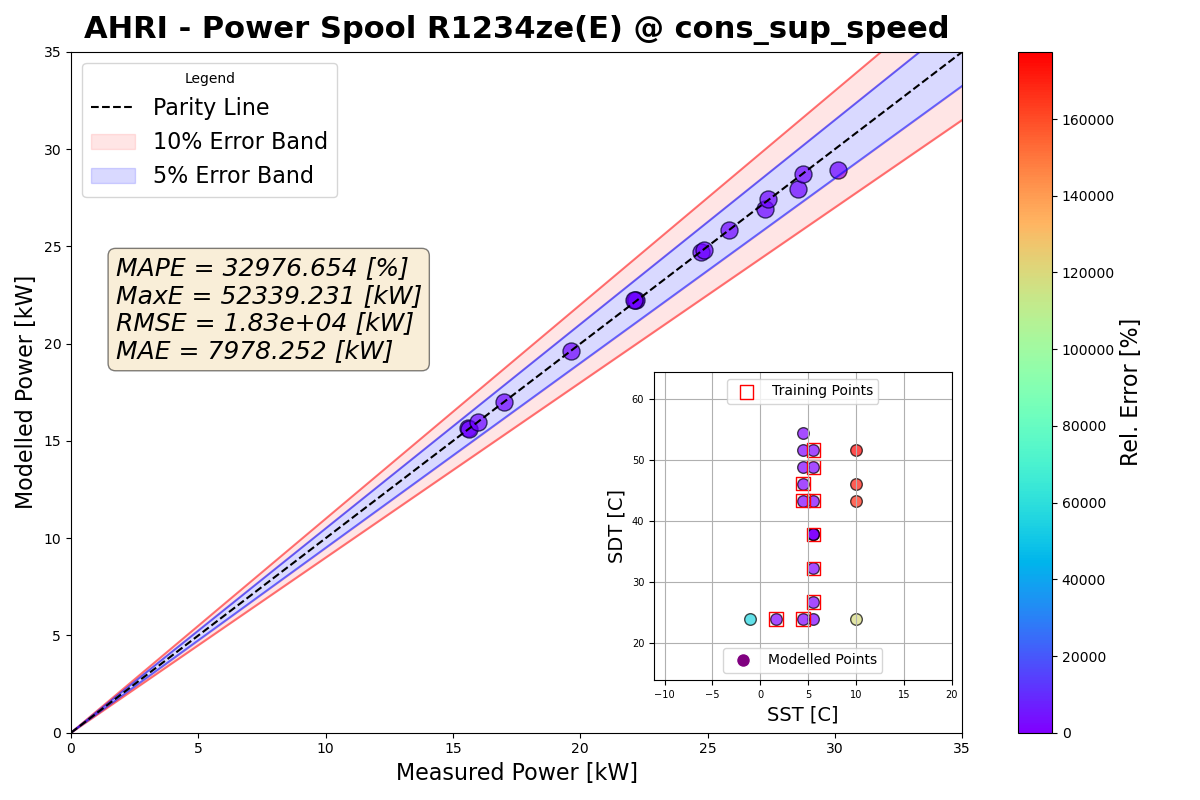 AHRI - Power Spool R1234ze(E) @ cons_sup_speed
Legend
Parity Line
10% Error Band
5% Error Band
MAPE = 32976.654 [%]
MaxE = 52339.231 [kW]
RMSE = 1.83e+04 [kW]
MAE = 7978.252 [kW]
Modelled Power [kW]
35
30
25
20
15
10
5
0
0 5 10 15 20 25 30 35
Measured Power [kW]
Training Points
SDT [C]
60
50
40
30
20
Modelled Points
−10 −5 0 5 10 15 20
SST [C]
160000
140000
120000
100000
80000
60000
40000
20000
0
Rel. Error [%]